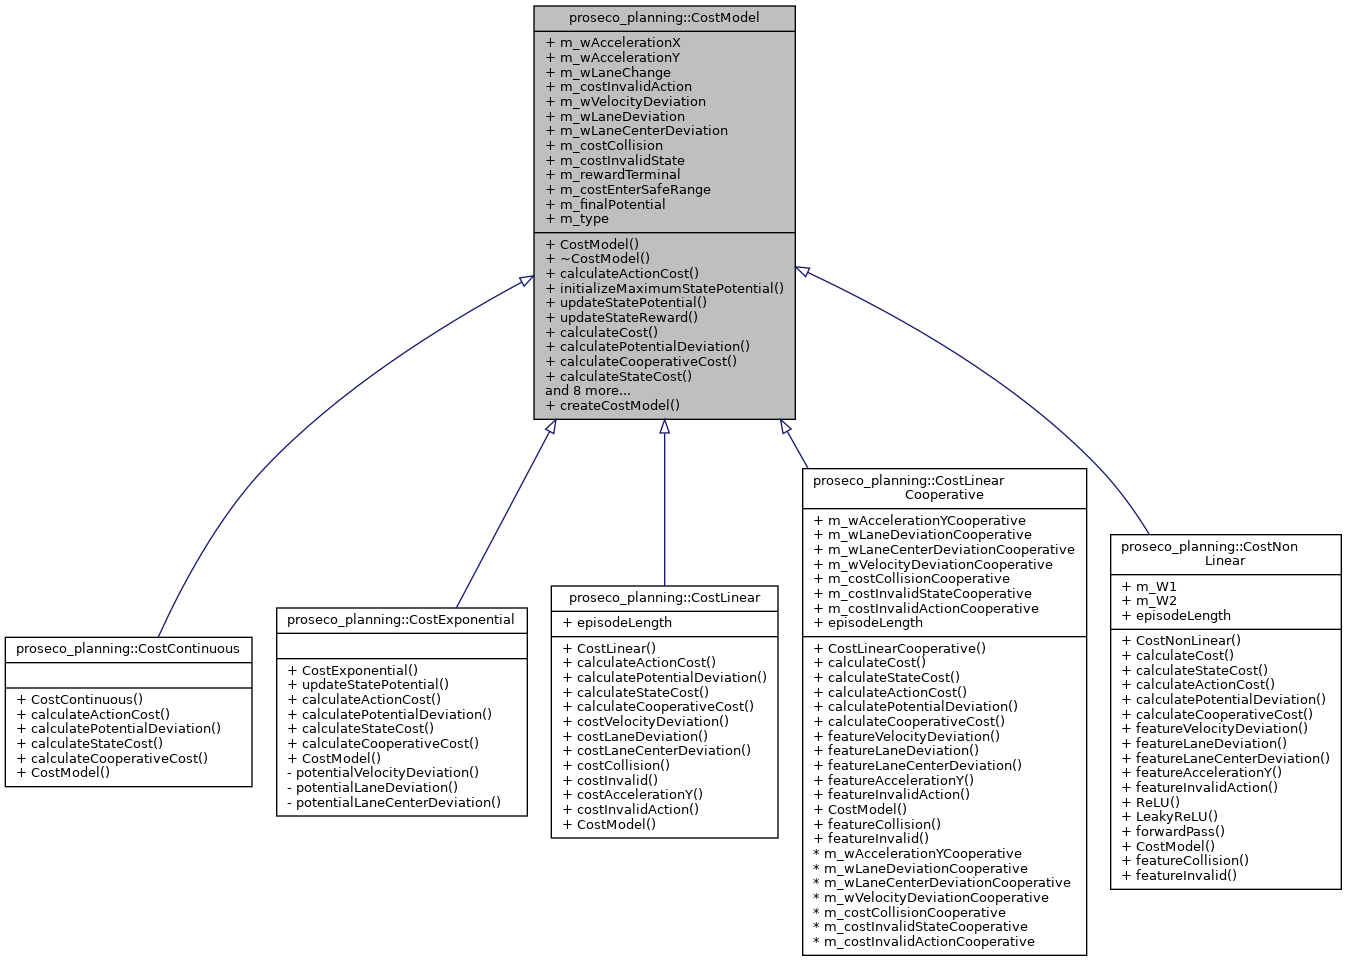 proseco_planning::CostModel
+ m_wAccelerationX
+ m_wAccelerationY
+ m_wLaneChange
+ m_costInvalidAction
+ m_wVelocityDeviation
+ m_wLaneDeviation
+ m_wLaneCenterDeviation
+ m_costCollision
+ m_costInvalidState
+ m_rewardTerminal
+ m_costEnterSafeRange
+ m_finalPotential
+ m_type
+ CostModel()
+ ~CostModel()
+ calculateActionCost()
+ initializeMaximumStatePotential()
+ updateStatePotential()
+ updateStateReward()
+ calculateCost()
+ calculatePotentialDeviation()
+ calculateCooperativeCost()
+ calculateStateCost()
and 8 more...
+ createCostModel()
proseco_planning::CostContinuous
+ CostContinuous()
+ calculateActionCost()
+ calculatePotentialDeviation()
+ calculateStateCost()
+ calculateCooperativeCost()
+ CostModel()
proseco_planning::CostExponential
+ CostExponential()
+ updateStatePotential()
+ calculateActionCost()
+ calculatePotentialDeviation()
+ calculateStateCost()
+ calculateCooperativeCost()
+ CostModel()
- potentialVelocityDeviation()
- potentialLaneDeviation()
- potentialLaneCenterDeviation()
proseco_planning::CostLinear
+ episodeLength
+ CostLinear()
+ calculateActionCost()
+ calculatePotentialDeviation()
+ calculateStateCost()
+ calculateCooperativeCost()
+ costVelocityDeviation()
+ costLaneDeviation()
+ costLaneCenterDeviation()
+ costCollision()
+ costInvalid()
+ costAccelerationY()
+ costInvalidAction()
+ CostModel()
proseco_planning::CostLinear
Cooperative
+ m_wAccelerationYCooperative
+ m_wLaneDeviationCooperative
+ m_wLaneCenterDeviationCooperative
+ m_wVelocityDeviationCooperative
+ m_costCollisionCooperative
+ m_costInvalidStateCooperative
+ m_costInvalidActionCooperative
+ episodeLength
+ CostLinearCooperative()
+ calculateCost()
+ calculateStateCost()
+ calculateActionCost()
+ calculatePotentialDeviation()
+ calculateCooperativeCost()
+ featureVelocityDeviation()
+ featureLaneDeviation()
+ featureLaneCenterDeviation()
+ featureAccelerationY()
+ featureInvalidAction()
+ CostModel()
+ featureCollision()
+ featureInvalid()
* m_wAccelerationYCooperative
* m_wLaneDeviationCooperative
* m_wLaneCenterDeviationCooperative
* m_wVelocityDeviationCooperative
* m_costCollisionCooperative
* m_costInvalidStateCooperative
* m_costInvalidActionCooperative
proseco_planning::CostNon
Linear
+ m_W1
+ m_W2
+ episodeLength
+ CostNonLinear()
+ calculateCost()
+ calculateStateCost()
+ calculateActionCost()
+ calculatePotentialDeviation()
+ calculateCooperativeCost()
+ featureVelocityDeviation()
+ featureLaneDeviation()
+ featureLaneCenterDeviation()
+ featureAccelerationY()
+ featureInvalidAction()
+ ReLU()
+ LeakyReLU()
+ forwardPass()
+ CostModel()
+ featureCollision()
+ featureInvalid()